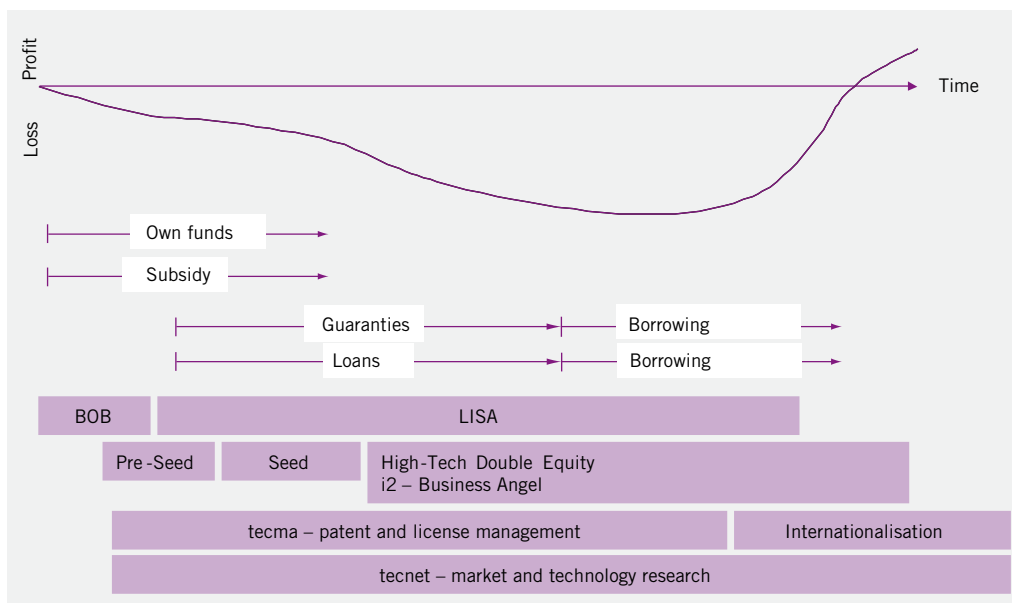 Profit
Time
Loss
Own funds
Subsidy
Guaranties
Borrowing
Loans
Borrowing
BOB
LISA
Pre-Seed
Seed
High-Tech Double Equity
i2 – Business Angel
tecma – patent and license management
Internationalisation
tecnet – market and technology research